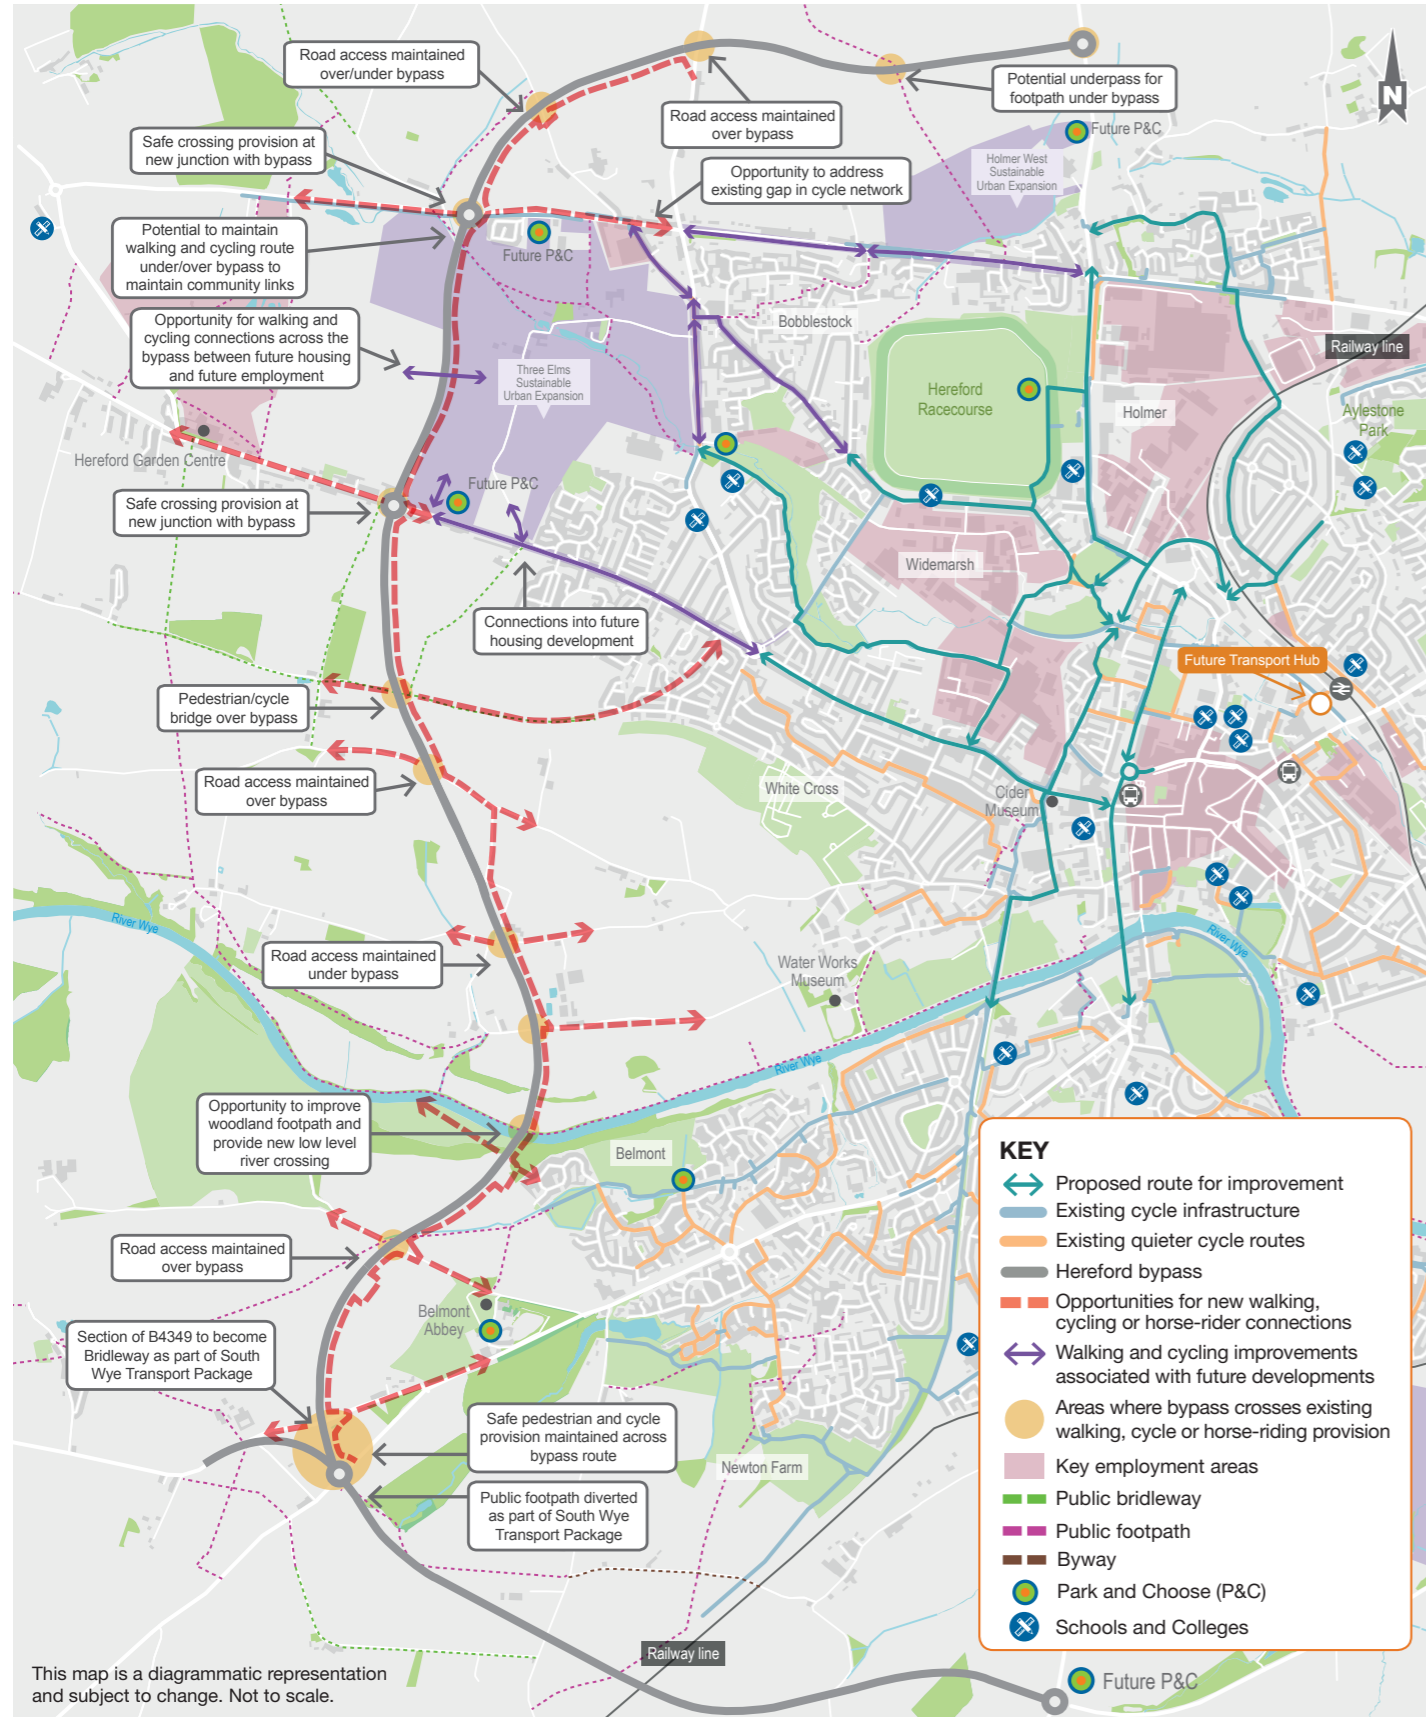 Road access maintained
over/under bypass
Potential underpass for
footpath under bypass
N
Road access maintained
over bypass
Future P&C
Safe crossing provision at
new junction with bypass
Opportunity to address
existing gap in cycle network
Holmer West
Sustainable
Urban Expansion
Potential to maintain
walking and cycling route
under/over bypass to
maintain community links
Future P&C
Opportunity for walking and
cycling connections across the
bypass between future housing
and future employment
Bobblestock
Railway line
Three Elms
Sustainable
Urban Expansion
Hereford
Racecourse
Holmer
Aylestone
Park
Hereford Garden Centre
Future P&C
Safe crossing provision at
new junction with bypass
Widemarsh
Connections into future
housing development
Future Transport Hub
Pedestrian/cycle
bridge over bypass
Road access maintained
over bypass
White Cross
Cider
Museum
River Wye
River Wye
Road access maintained
under bypass
Water Works
Museum
River Wye
Opportunity to improve
woodland footpath and
provide new low level
river crossing
Belmont
Road access maintained
over bypass
Belmont
Abbey
Section of B4349 to become
Bridleway as part of South
Wye Transport Package
Safe pedestrian and cycle
provision maintained across
bypass route
Newton Farm
Public footpath diverted
as part of South Wye
Transport Package
KEY
Proposed route for improvement
Existing cycle infrastructure
Existing quieter cycle routes
Hereford bypass
Opportunities for new walking,
cycling or horse-rider connections
Walking and cycling improvements
associated with future developments
Areas where bypass crosses existing
walking, cycle or horse-riding provision
Key employment areas
Public bridleway
Public footpath
Byway
Park and Choose (P&C)
Schools and Colleges
Railway line
Future P&C
This map is a diagrammatic representation
and subject to change. Not to scale.